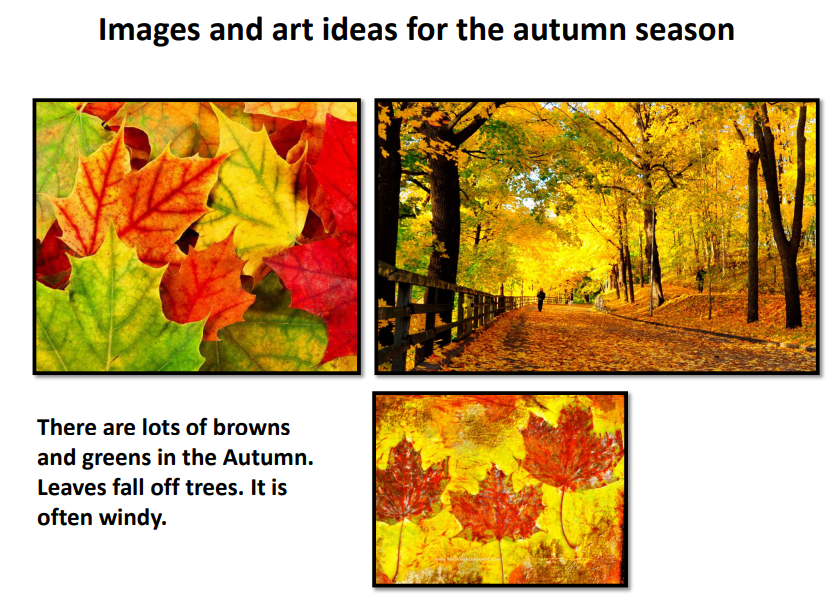 Images and art ideas for the autumn season
There are lots of browns
and greens in the Autumn.
Leaves fall off trees. It is
often windy.